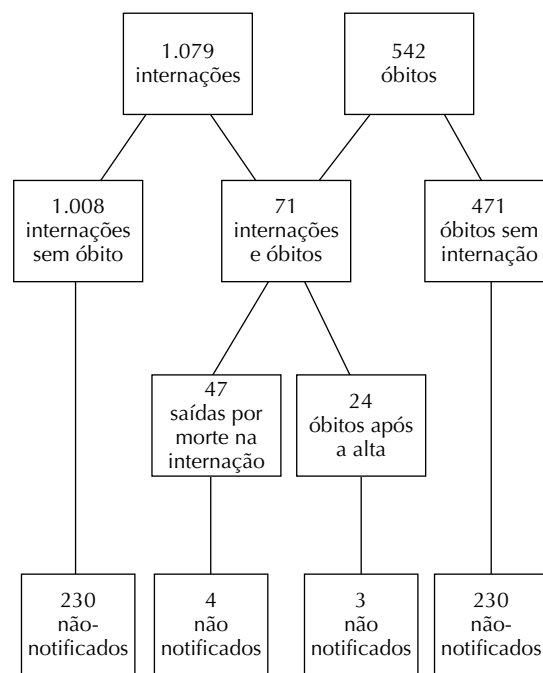 1.079
internações
542
óbitos
1.008
internações
sem óbito
71
internações
e óbitos
471
óbitos sem
internação
47
saídas por
morte na
internação
24
óbitos após
a alta
230
não-
notificados
4
não
notificados
3
não
notificados
230
não-
notificados